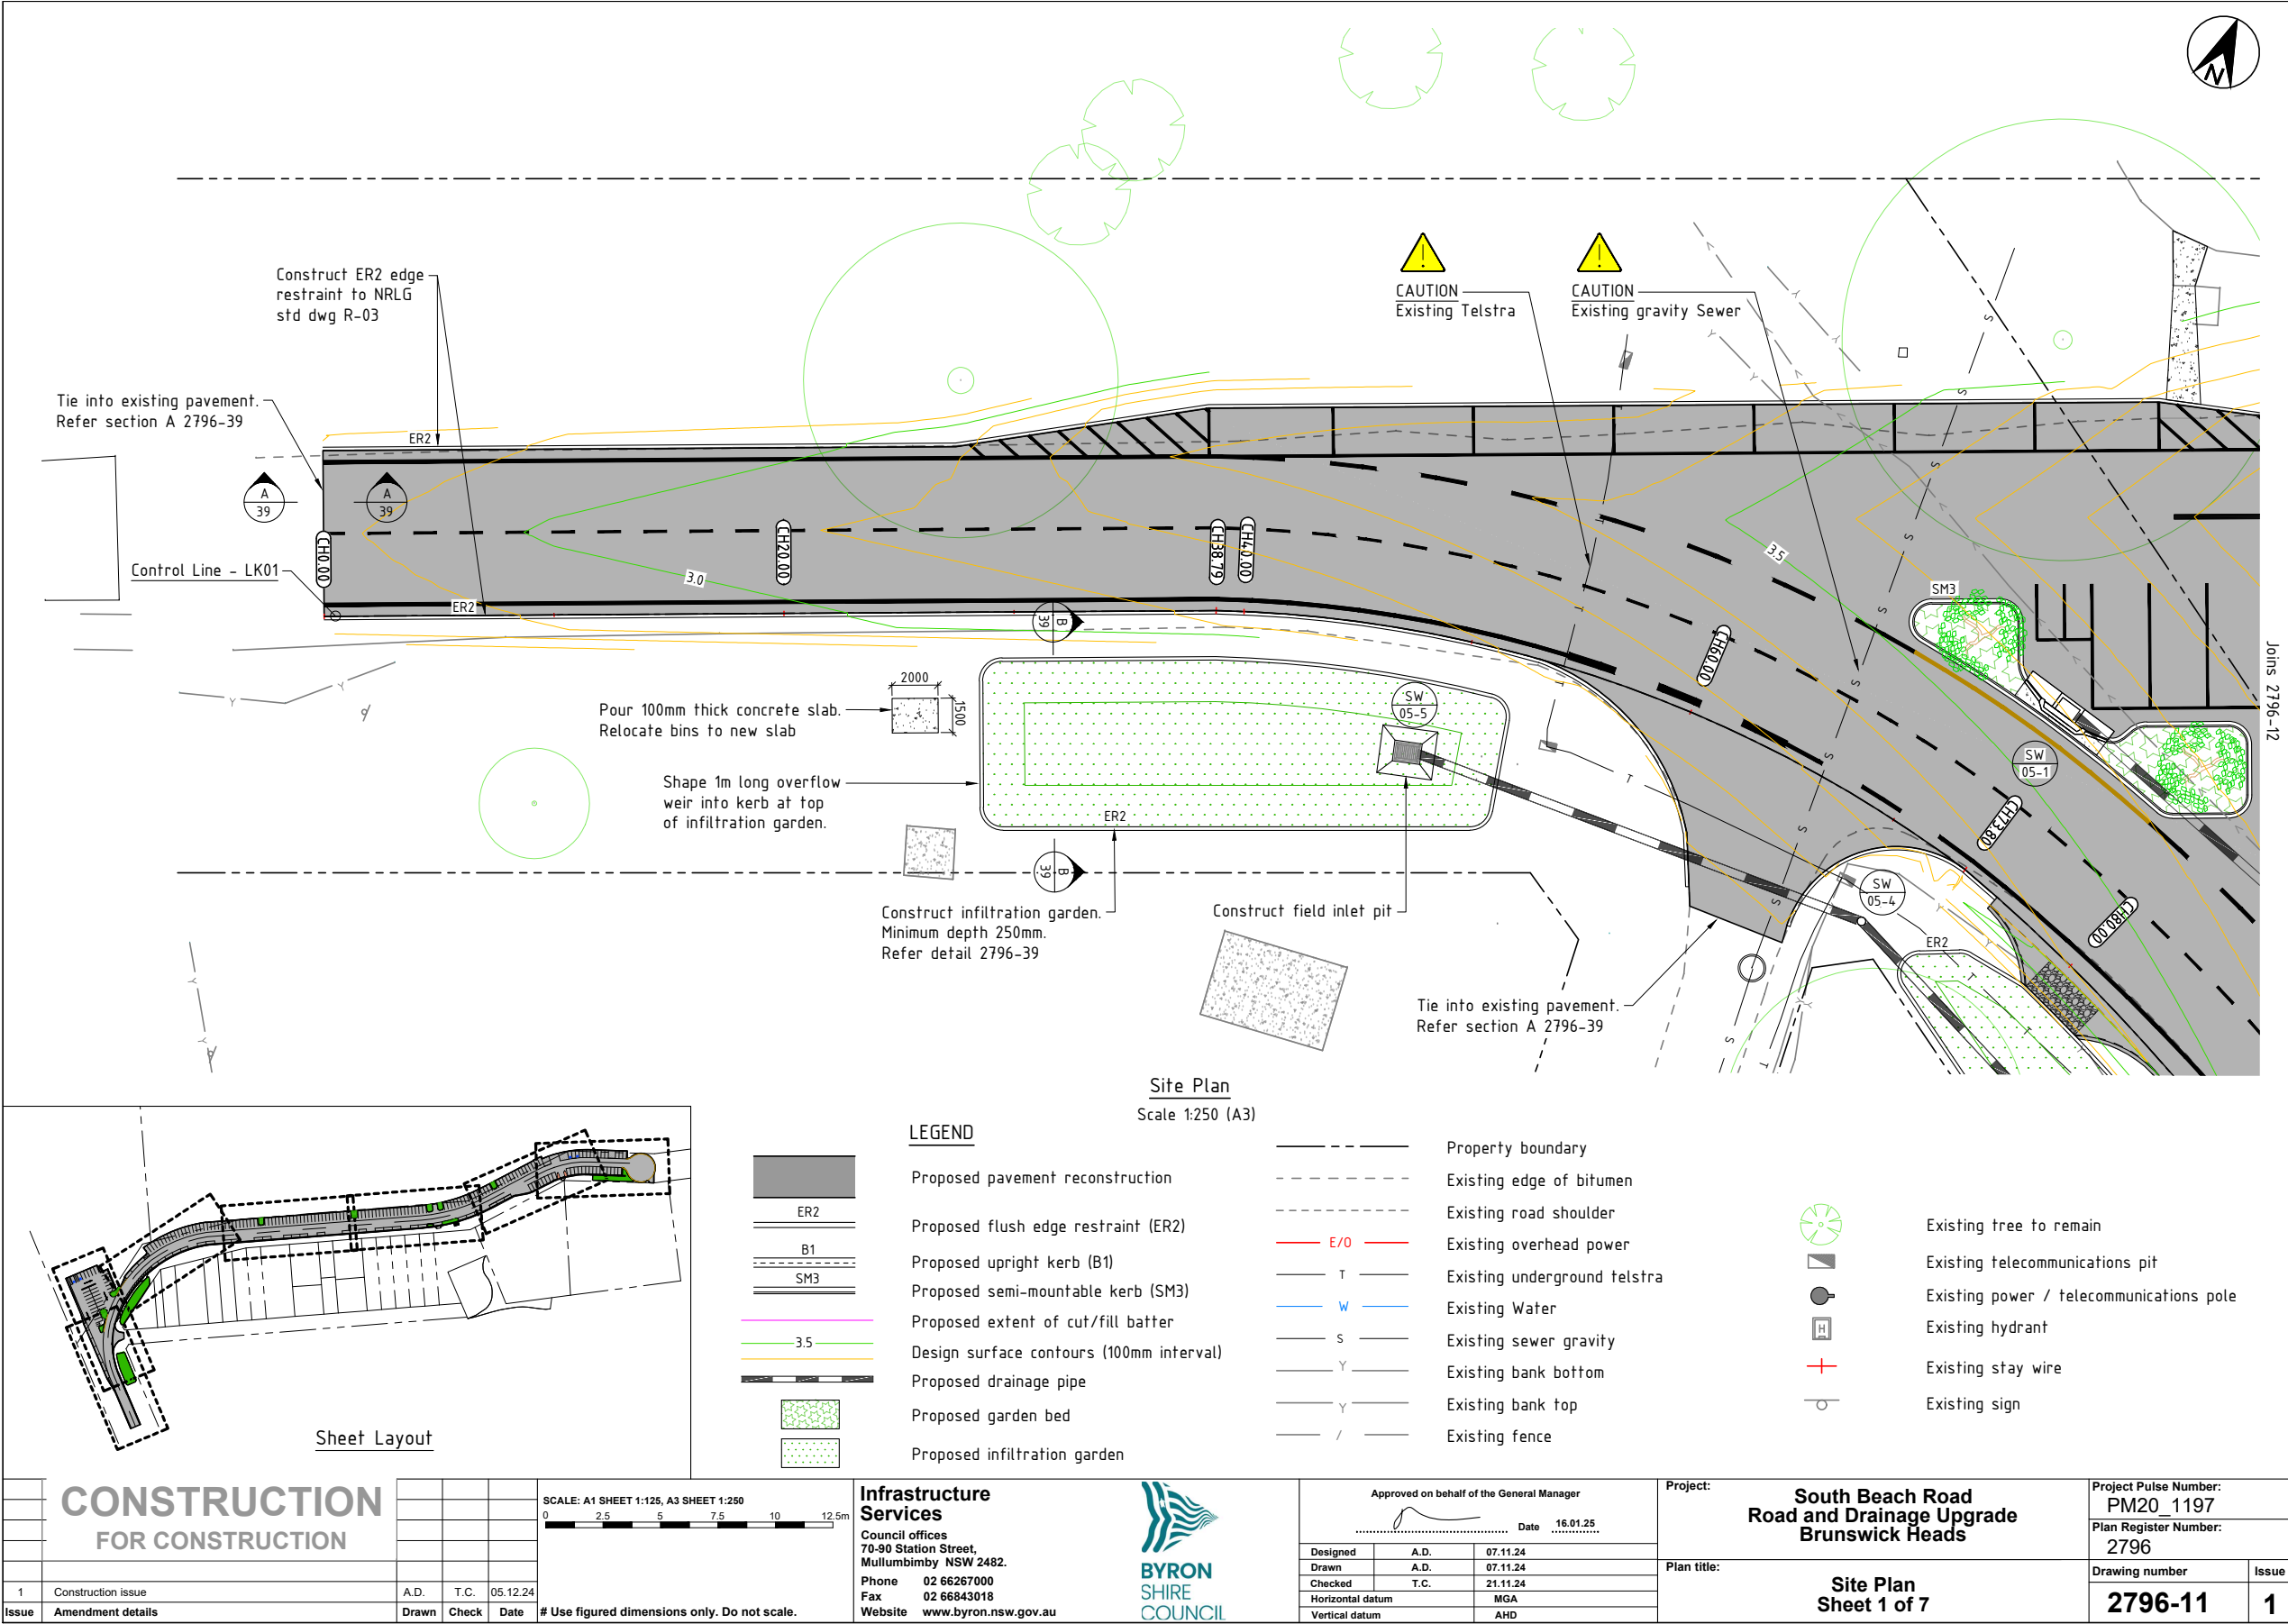 N
Construct ER2 edge
restraint to NRLG
std dwg R-03
CAUTION
Existing Telstra
CAUTION
Existing gravity Sewer
Tie into existing pavement.
Refer section A 2796-39
ER2
A
39
A
39
CH0.00
CH20.00
CH38.79
CH40.00
3.0
3.5
Control Line - LK01
ER2
B
39
SM3
CH60.00
Joins 2796-12
2000
1500
Pour 100mm thick concrete slab.
Relocate bins to new slab
SW
05-5
Shape 1m long overflow
weir into kerb at top
of infiltration garden.
ER2
SW
05-1
CH73.80
B
39
SW
05-4
CH80.00
Construct infiltration garden.
Minimum depth 250mm.
Refer detail 2796-39
Construct field inlet pit
ER2
Tie into existing pavement.
Refer section A 2796-39
Site Plan
Scale 1:250 (A3)
Sheet Layout
LEGEND
Proposed pavement reconstruction
ER2
Proposed flush edge restraint (ER2)
B1
Proposed upright kerb (B1)
SM3
Proposed semi-mountable kerb (SM3)
Proposed extent of cut/fill batter
3.5
Design surface contours (100mm interval)
Proposed drainage pipe
Proposed garden bed
Proposed infiltration garden
Property boundary
Existing edge of bitumen
Existing road shoulder
E/O
Existing overhead power
T
Existing underground telstra
W
Existing Water
S
Existing sewer gravity
Y
Existing bank bottom
Y
Existing bank top
/
Existing fence
Existing tree to remain
Existing telecommunications pit
Existing power / telecommunications pole
H
Existing hydrant
Existing stay wire
Existing sign
CONSTRUCTION
FOR CONSTRUCTION
1 Construction issue A.D. T.C. 05.12.24
Issue Amendment details Drawn Check Date
SCALE: A1 SHEET 1:125, A3 SHEET 1:250
0 2.5 5 7.5 10 12.5m
# Use figured dimensions only. Do not scale.
Infrastructure
Services
Council offices
70-90 Station Street,
Mullumbimby NSW 2482.
Phone 02 66267000
Fax 02 66843018
Website www.byron.nsw.gov.au
BYRON
SHIRE
COUNCIL
Approved on behalf of the General Manager
Date 16.01.25
Designed A.D. 07.11.24
Drawn A.D. 07.11.24
Checked T.C. 21.11.24
Horizontal datum MGA
Vertical datum AHD
Project:
South Beach Road
Road and Drainage Upgrade
Brunswick Heads
Plan title:
Site Plan
Sheet 1 of 7
Project Pulse Number:
PM20_1197
Plan Register Number:
2796
Drawing number
2796-11
Issue
1